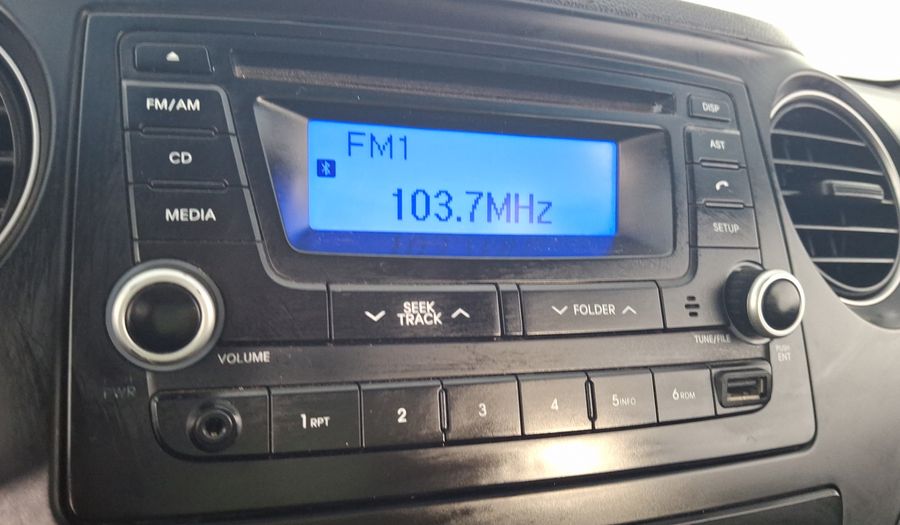 FM/AM
CD
MEDIA
FM1
103.7MHz
DISP
AST
SETUP
SEEK
TRACK
FOLDER
VOLUME
TUNE/FILE
PUSH
ENT
PWR
1 RPT
2
3
4
5 INFO
6 RDM